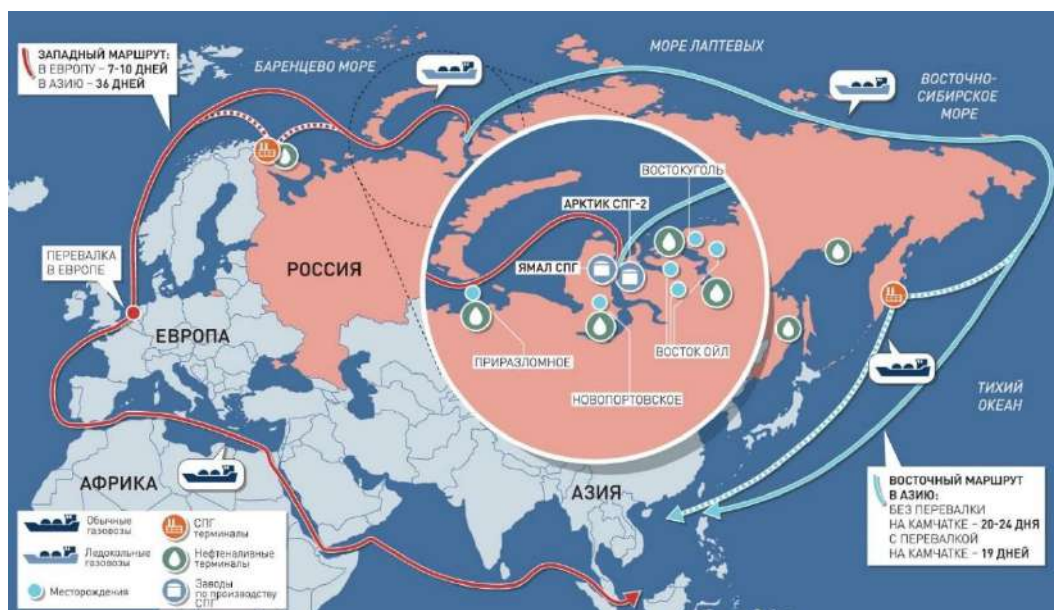 ЗАПАДНЫЙ МАРШРУТ:
В ЕВРОПУ – 7-10 ДНЕЙ
В АЗИЮ – 36 ДНЕЙ
БАРЕНЦЕВО МОРЕ
МОРЕ ЛАПТЕВЫХ
ВОСТОЧНО-
СИБИРСКОЕ
МОРЕ
ВОСТОКУГОЛЬ
АРКТИК СПГ-2
ЯМАЛ СПГ
ПЕРЕВАЛКА
В ЕВРОПЕ
РОССИЯ
ЕВРОПА
ПРИРАЗЛОМНОЕ
ВОСТОК ОЙЛ
НОВОПОРТОВСКОЕ
ТИХИЙ
ОКЕАН
АФРИКА
АЗИЯ
ВОСТОЧНЫЙ МАРШРУТ
В АЗИЮ:
БЕЗ ПЕРЕВАЛКИ
НА КАМЧАТКЕ – 20-24 ДНЯ
С ПЕРЕВАЛКОЙ
НА КАМЧАТКЕ – 19 ДНЕЙ
Обычные
газовозы
СПГ
терминалы
Ледокольные
газовозы
Нефтеналивные
терминалы
Месторождения
Заводы
по производству
СПГ